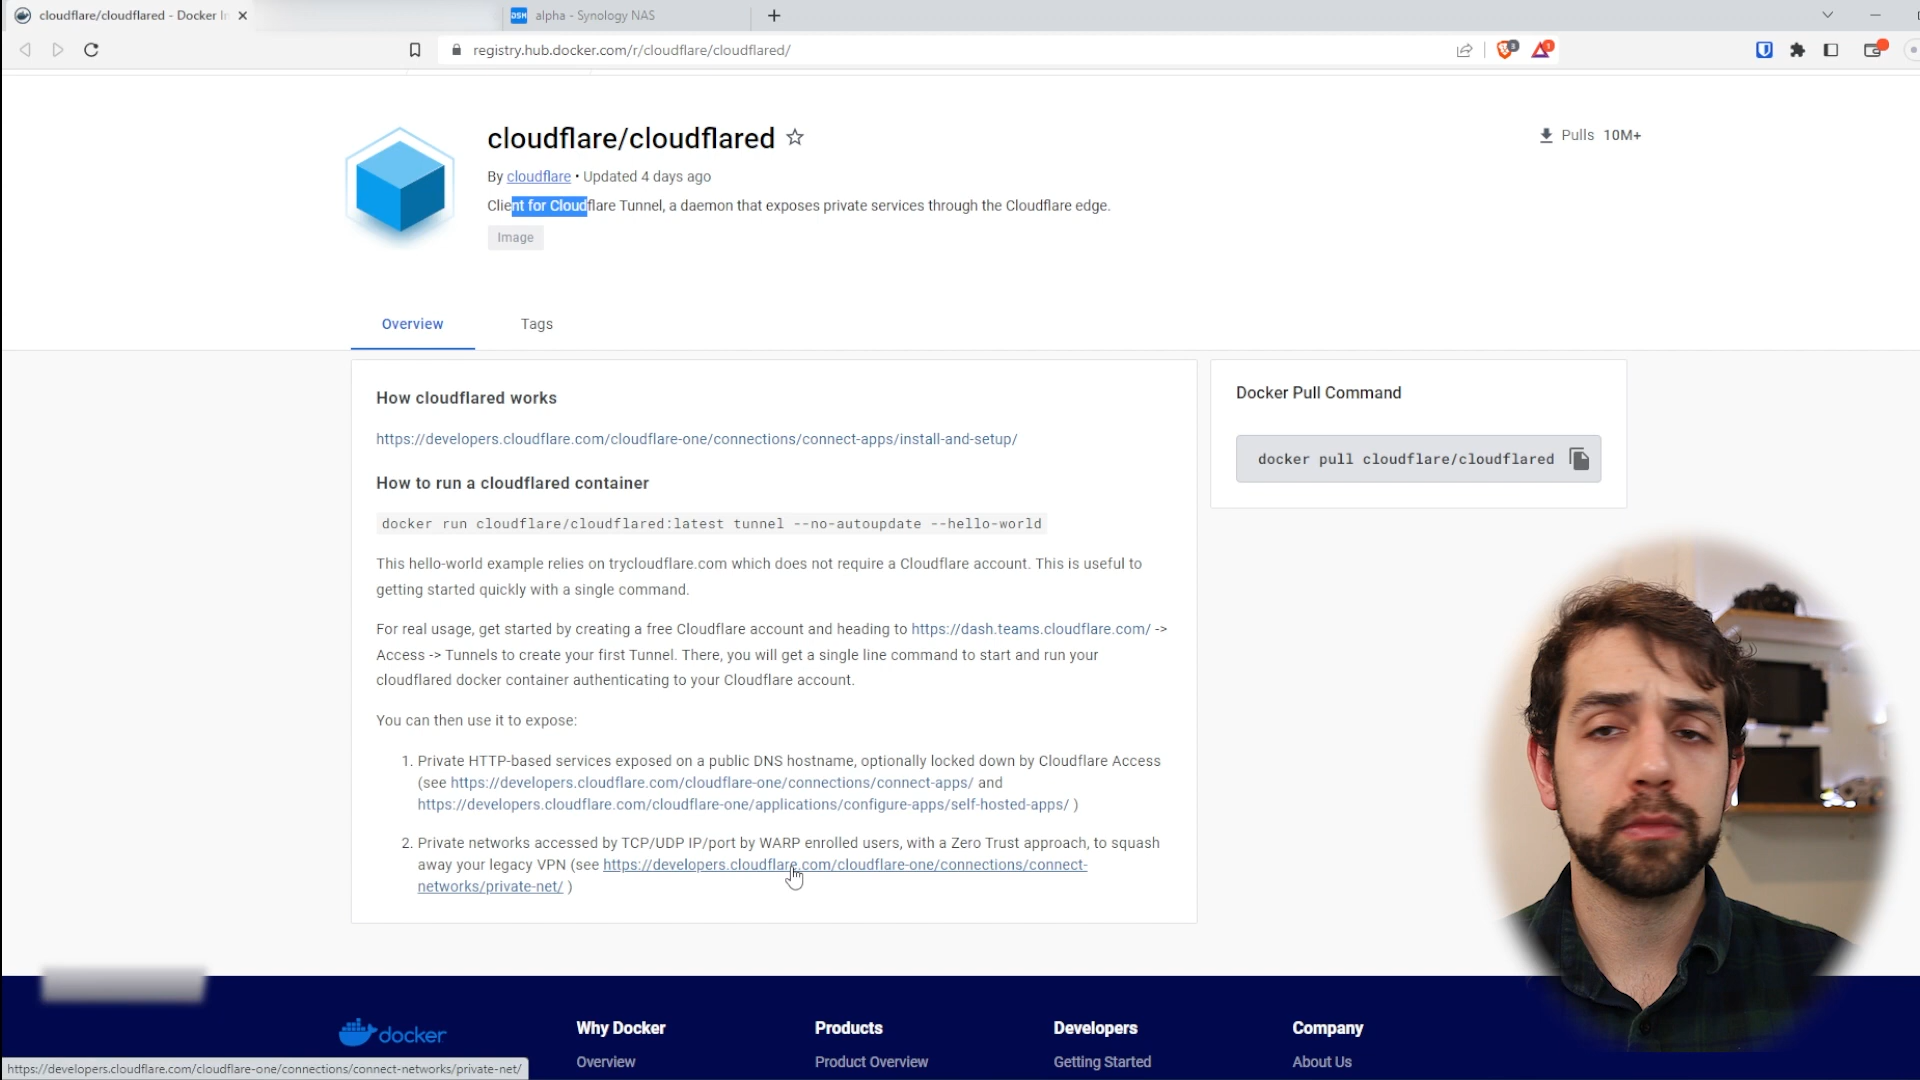 cloudflare/cloudflared - Docker I
alpha - Synology NAS
registry.hub.docker.com/r/cloudflare/cloudflared/
3
1
cloudflare/cloudflared
Pulls 10M+
By cloudflare • Updated 4 days ago
Client for Cloudflare Tunnel, a daemon that exposes private services through the Cloudflare edge.
Image
Overview
Tags
How cloudflared works
https://developers.cloudflare.com/cloudflare-one/connections/connect-apps/install-and-setup/
How to run a cloudflared container
docker run cloudflare/cloudflared:latest tunnel --no-autoupdate --hello-world
This hello-world example relies on trycloudflare.com which does not require a Cloudflare account. This is useful to
getting started quickly with a single command.
For real usage, get started by creating a free Cloudflare account and heading to https://dash.teams.cloudflare.com/ ->
Access -> Tunnels to create your first Tunnel. There, you will get a single line command to start and run your
cloudflared docker container authenticating to your Cloudflare account.
You can then use it to expose:
1. Private HTTP-based services exposed on a public DNS hostname, optionally locked down by Cloudflare Access
(see https://developers.cloudflare.com/cloudflare-one/connections/connect-apps/ and
https://developers.cloudflare.com/cloudflare-one/applications/configure-apps/self-hosted-apps/ )
2. Private networks accessed by TCP/UDP IP/port by WARP enrolled users, with a Zero Trust approach, to squash
away your legacy VPN (see https://developers.cloudflare.com/cloudflare-one/connections/connect-
networks/private-net/ )
Docker Pull Command
docker pull cloudflare/cloudflared
docker
Why Docker
Products
Developers
Company
Overview
Product Overview
Getting Started
About Us
https://developers.cloudflare.com/cloudflare-one/connections/connect-networks/private-net/